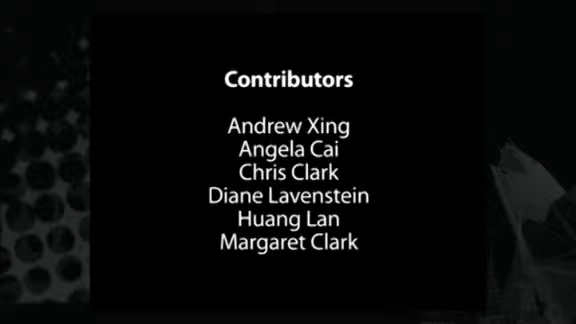 Contributors
Andrew Xing
Angela Cai
Chris Clark
Diane Lavenstein
Huang Lan
Margaret Clark